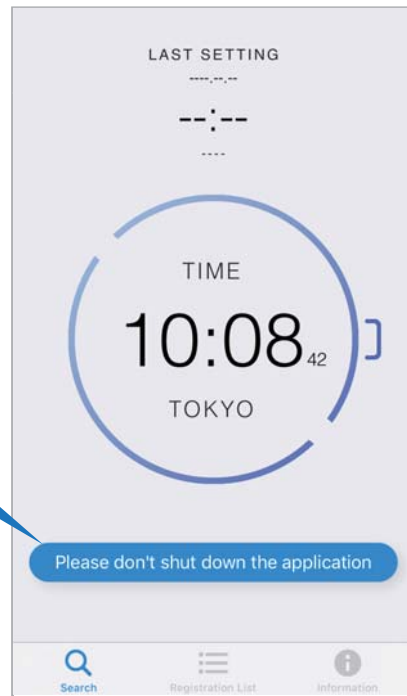 LAST SETTING
----.--.--
--:--
----
TIME
10:08 42
TOKYO
Please don't shut down the application
Search
Registration List
Information